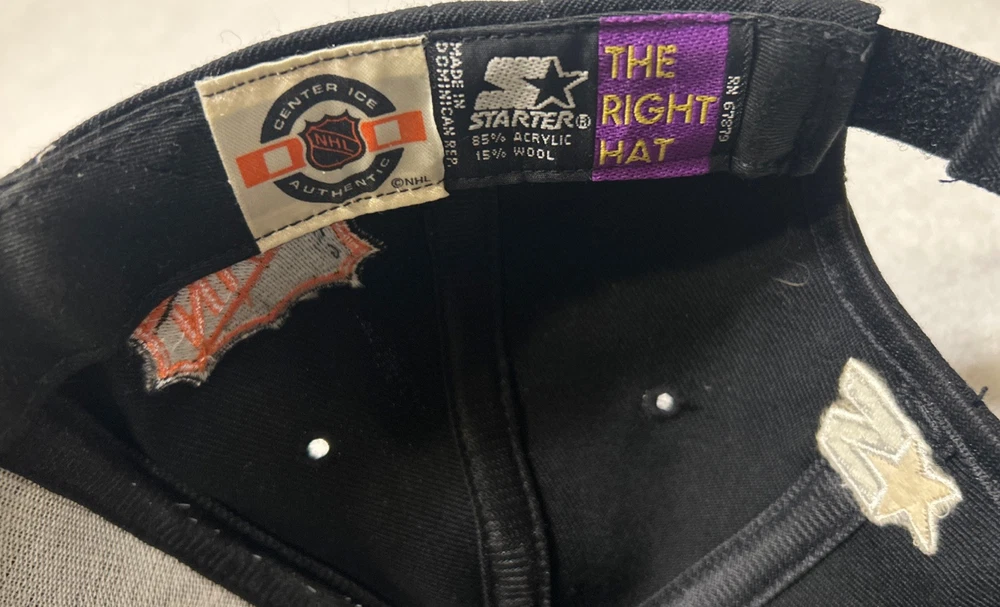 CENTER ICE
NHL
AUTHENTIC
©NHL
MADE IN
DOMINICAN REP.
STARTER®
85% ACRYLIC
15% WOOL
THE
RIGHT
HAT
RN 67879